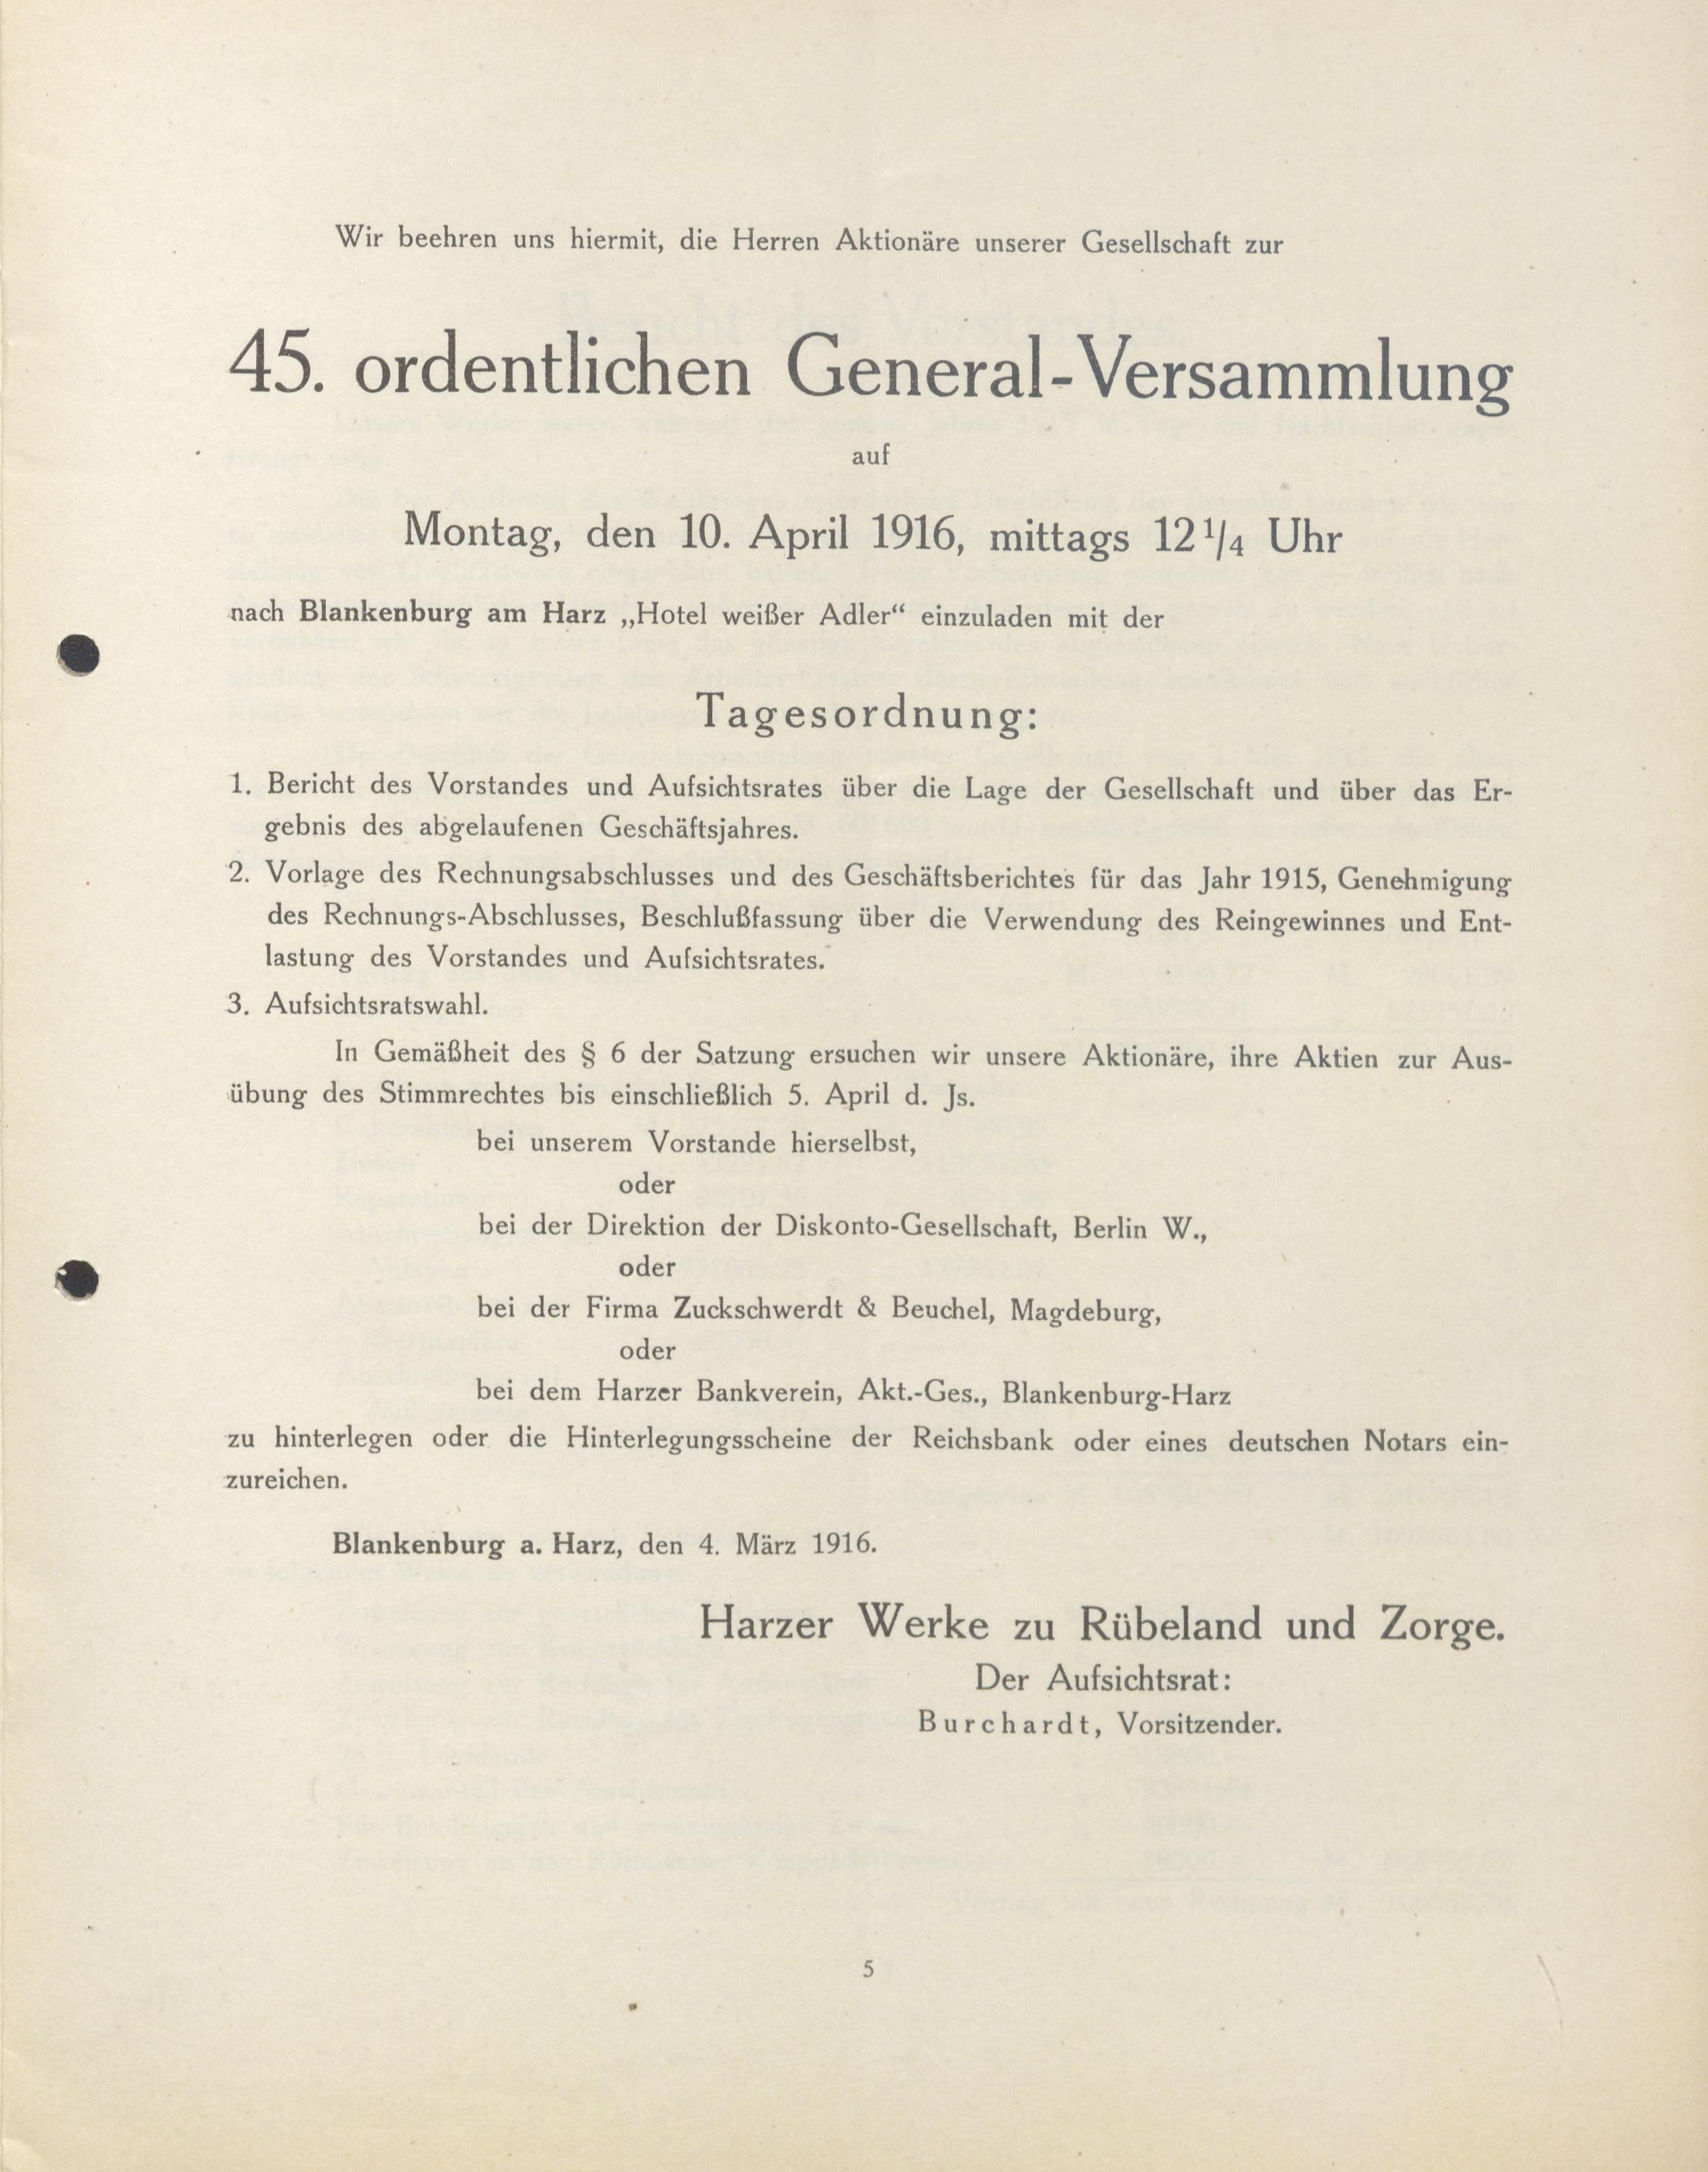 Wir beehren uns hiermit, die Herren Aktionäre unserer Gesellschaft zur
45. ordentlichen General-Versammlung
auf
Montag, den 10. April 1916, mittags 12 1/4 Uhr
nach Blankenburg am Harz „Hotel weißer Adler“ einzuladen mit der
Tagesordnung:
1. Bericht des Vorstandes und Aufsichtsrates über die Lage der Gesellschaft und über das Er-
gebnis des abgelaufenen Geschäftsjahres.
2. Vorlage des Rechnungsabschlusses und des Geschäftsberichtes für das Jahr 1915, Genehmigung
des Rechnungs-Abschlusses, Beschlußfassung über die Verwendung des Reingewinnes und Ent-
lastung des Vorstandes und Aufsichtsrates.
3. Aufsichtsratswahl.
In Gemäßheit des § 6 der Satzung ersuchen wir unsere Aktionäre, ihre Aktien zur Aus-
übung des Stimmrechtes bis einschließlich 5. April d. Js.
bei unserem Vorstande hierselbst,
oder
bei der Direktion der Diskonto-Gesellschaft, Berlin W.,
oder
bei der Firma Zuckschwerdt & Beuchel, Magdeburg,
oder
bei dem Harzer Bankverein, Akt.-Ges., Blankenburg-Harz
zu hinterlegen oder die Hinterlegungsscheine der Reichsbank oder eines deutschen Notars ein-
zureichen.
Blankenburg a. Harz, den 4. März 1916.
Harzer Werke zu Rübeland und Zorge.
Der Aufsichtsrat:
Burchardt, Vorsitzender.
5